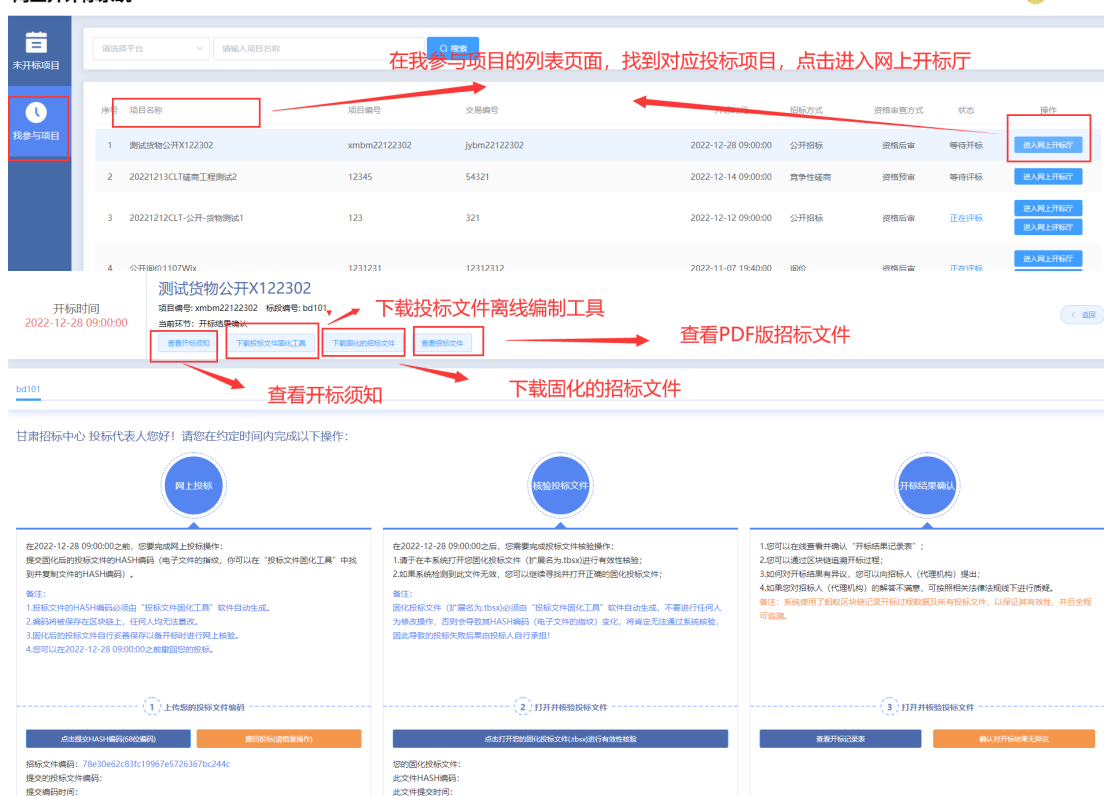 未开标项目
我参与项目
请选择平台
请输入项目名称
搜索
在我参与项目的列表页面，找到对应投标项目，点击进入网上开标厅
序号 项目名称 项目编号 交易编号 开标时间 招标方式 资格审查方式 状态 操作
1 测试货物公开X122302 xmbm22122302 jybm22122302 2022-12-28 09:00:00 公开招标 资格后审 等待开标 进入网上开标厅
2 20221213CLT磋商工程测试2 12345 54321 2022-12-14 09:00:00 竞争性磋商 资格预审 等待评标 进入网上开标厅
3 20221212CLT-公开-货物测试1 123 321 2022-12-12 09:00:00 公开招标 资格后审 正在评标 进入网上开标厅
进入网上评标厅
4 公开询价1107Wjx 1231231 12312312 2022-11-07 19:40:00 询价 资格后审 正在评标 进入网上开标厅
测试货物公开X122302
开标时间
2022-12-28 09:00:00
项目编号: xmbm22122302 标段编号: bd101
当前环节：开标结果确认
下载投标文件离线编制工具
返回
查看开标须知 下载投标文件固化工具 下载固化的招标文件 查看招标文件
查看PDF版招标文件
查看开标须知
下载固化的招标文件
bd101
甘肃招标中心 投标代表人您好！请您在约定时间内完成以下操作：
网上投标
在2022-12-28 09:00:00之前，您要完成网上投标操作：
提交固化后的投标文件的HASH编码（电子文件的指纹，你可以在“投标文件固化工具”中找
到并复制文件的HASH编码）。
备注：
1.投标文件的HASH编码必须由“投标文件固化工具”软件自动生成。
2.编码将被保存在区块链上，任何人均无法篡改。
3.固化后的投标文件自行妥善保存以备开标时进行网上核验。
4.您可以在2022-12-28 09:00:00之前撤回您的投标。
1 上传您的投标文件编码
点击提交HASH编码(68位编码) 撤回投标(请慎重操作)
招标文件编码：78e30e62c83fc19967e5726367bc244c
提交的投标文件编码：
提交编码时间：
核验投标文件
在2022-12-28 09:00:00之后，您需要完成投标文件核验操作：
1.请于在本系统打开您固化投标文件（扩展名为.tbsx)进行有效性核验；
2.如果系统检测到此文件无效，您可以继续寻找并打开正确的固化投标文件；
备注：
固化投标文件（扩展名为.tbsx)必须由“投标文件固化工具”软件自动生成，不要进行任何人
为修改操作，否则会导致其HASH编码（电子文件的指纹）变化，将肯定无法通过系统核验，
因此导致的投标失败后果由投标人自行承担！
2 打开并核验投标文件
点击打开您的固化投标文件(.tbsx)进行有效性核验
您的固化投标文件：
此文件HASH编码：
此文件提交时间：
开标结果确认
1.您可以在线查看并确认“开标结果记录表”；
2.您可以通过区块链追溯开标过程；
3.如何对开标结果有异议，您可以向招标人（代理机构）提出；
4.如果您对招标人（代理机构）的解答不满意，可按照相关法律法规线下进行质疑。
备注：系统使用了蚂蚁区块链记录开标过程数据及所有投标文件，以保证其有效性，并且全程
可追溯。
3 打开并核验投标文件
查看开标记录表 确认对开标结果无异议